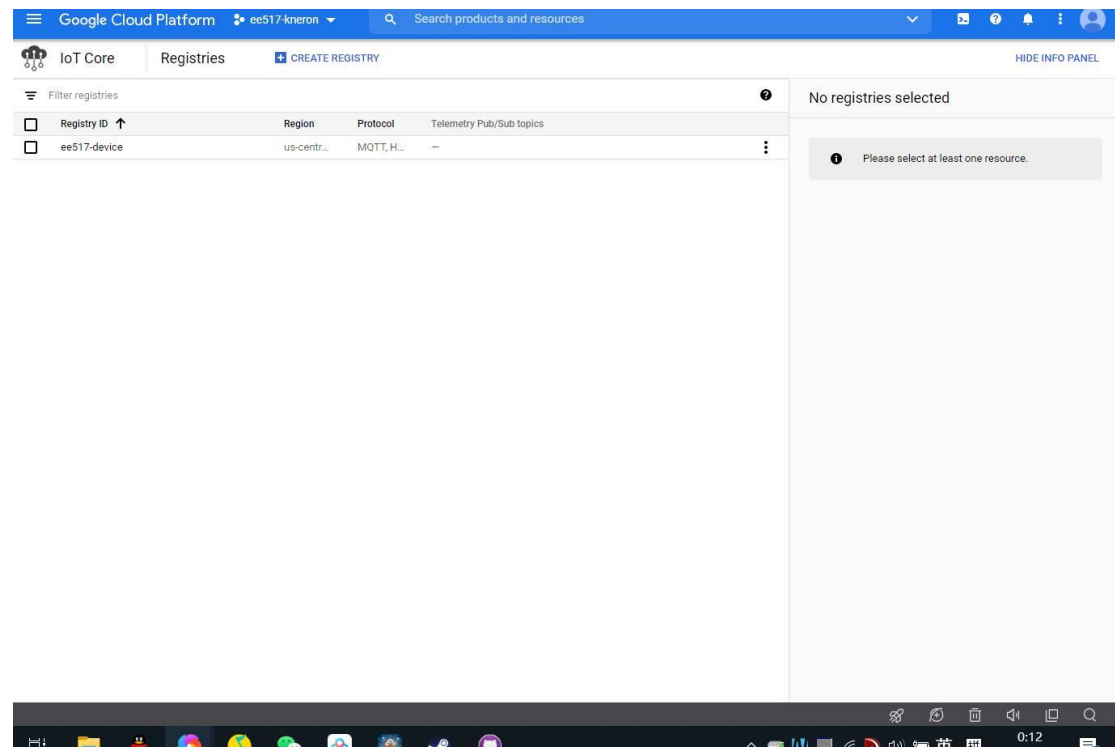 Google Cloud Platform ee517-kneron Search products and resources
IoT Core Registries CREATE REGISTRY HIDE INFO PANEL
Filter registries
No registries selected
Registry ID Region Protocol Telemetry Pub/Sub topics
ee517-device us-centr... MQTT, H... —
Please select at least one resource.
英 拼 0:12